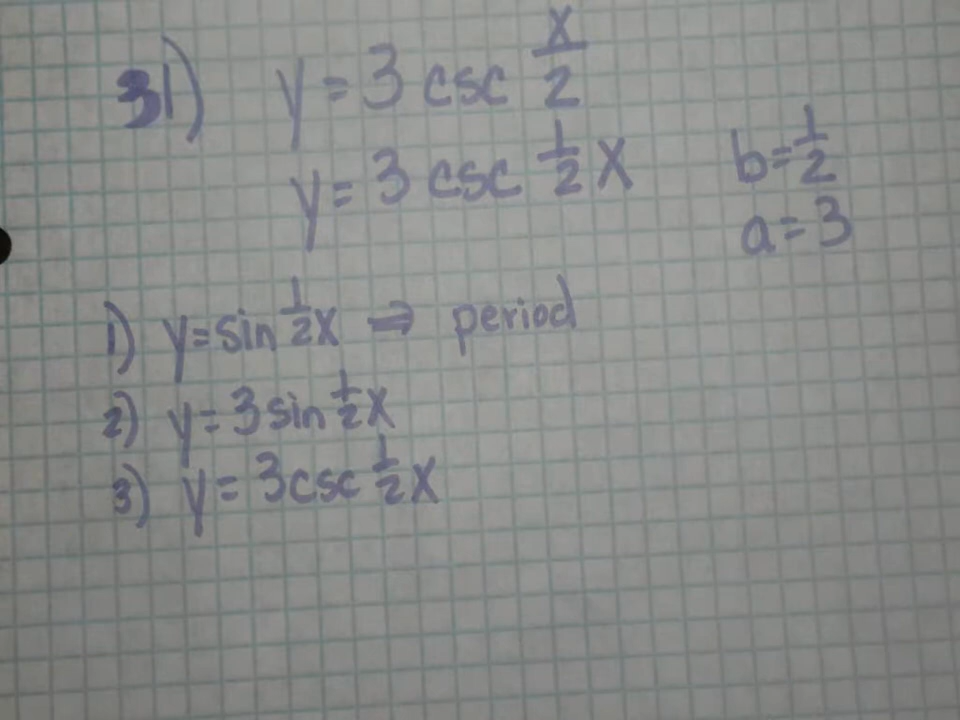 31) y = 3 csc x/2
y = 3 csc 1/2 x
b = 1/2
a = 3
1) y = sin 1/2 x ⇒ period
2) y = 3 sin 1/2 x
3) y = 3 csc 1/2 x